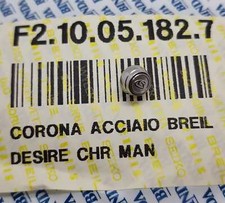 F2.10.05.182.7
CORONA ACCIAIO BREIL
DESIRE CHR MAN